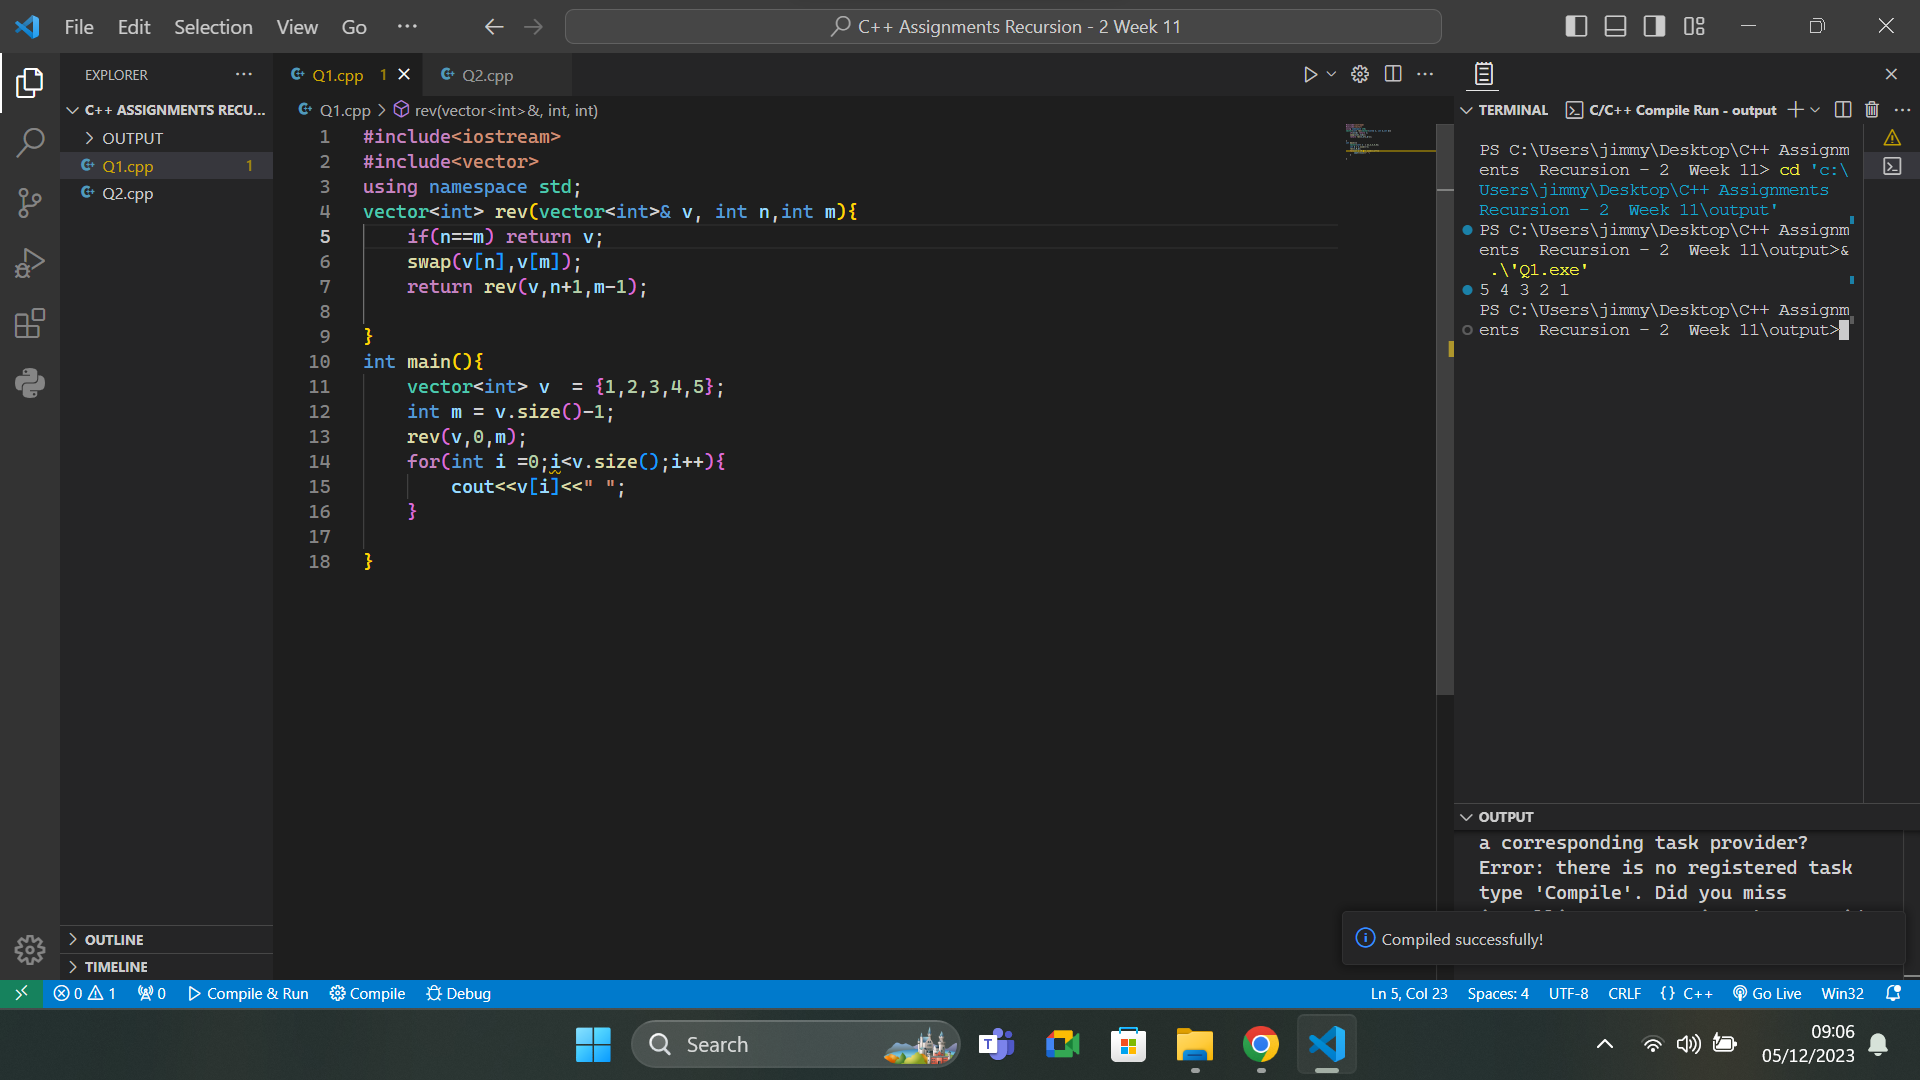 File Edit Selection View Go ···
C++ Assignments Recursion - 2 Week 11
EXPLORER
C++ ASSIGNMENTS RECU...
OUTPUT
Q1.cpp 1
Q2.cpp
OUTLINE
TIMELINE
Q1.cpp 1
Q2.cpp
Q1.cpp > rev(vector<int>&, int, int)
1 #include<iostream>
2 #include<vector>
3 using namespace std;
4 vector<int> rev(vector<int>& v, int n,int m){
5 if(n==m) return v;
6 swap(v[n],v[m]);
7 return rev(v,n+1,m-1);
8
9 }
10 int main(){
11 vector<int> v  = {1,2,3,4,5};
12 int m = v.size()-1;
13 rev(v,0,m);
14 for(int i =0;i<v.size();i++){
15 cout<<v[i]<<" ";
16 }
17
18 }
TERMINAL C/C++ Compile Run - output
PS C:\Users\jimmy\Desktop\C++ Assignm
ents  Recursion - 2  Week 11> cd 'c:\
Users\jimmy\Desktop\C++ Assignments
Recursion - 2  Week 11\output'
PS C:\Users\jimmy\Desktop\C++ Assignm
ents  Recursion - 2  Week 11\output>&
.\'Q1.exe'
5 4 3 2 1
PS C:\Users\jimmy\Desktop\C++ Assignm
ents  Recursion - 2  Week 11\output>
OUTPUT
a corresponding task provider?
Error: there is no registered task
type 'Compile'. Did you miss
Compiled successfully!
0 1 0 Compile & Run Compile Debug
Ln 5, Col 23 Spaces: 4 UTF-8 CRLF {} C++ Go Live Win32
Search
09:06
05/12/2023